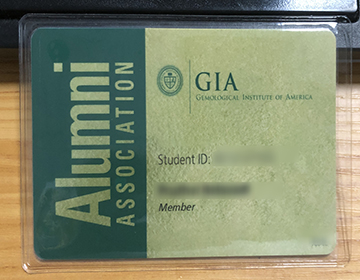 Alumni
ASSOCIATION
GIA
GEMOLOGICAL INSTITUTE OF AMERICA
Student ID:
Member